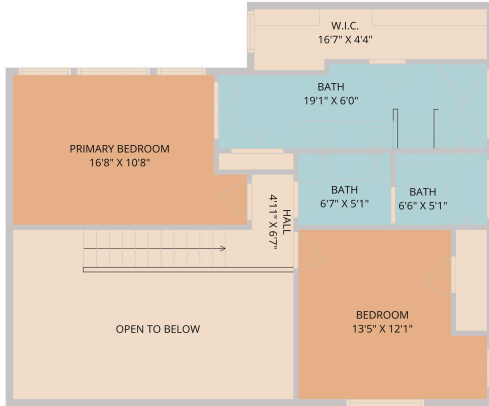 W.I.C.
16'7" X 4'4"
BATH
19'1" X 6'0"
PRIMARY BEDROOM
16'8" X 10'8"
BATH
6'7" X 5'1"
BATH
6'6" X 5'1"
HALL
4'11" X 6'7"
OPEN TO BELOW
BEDROOM
13'5" X 12'1"